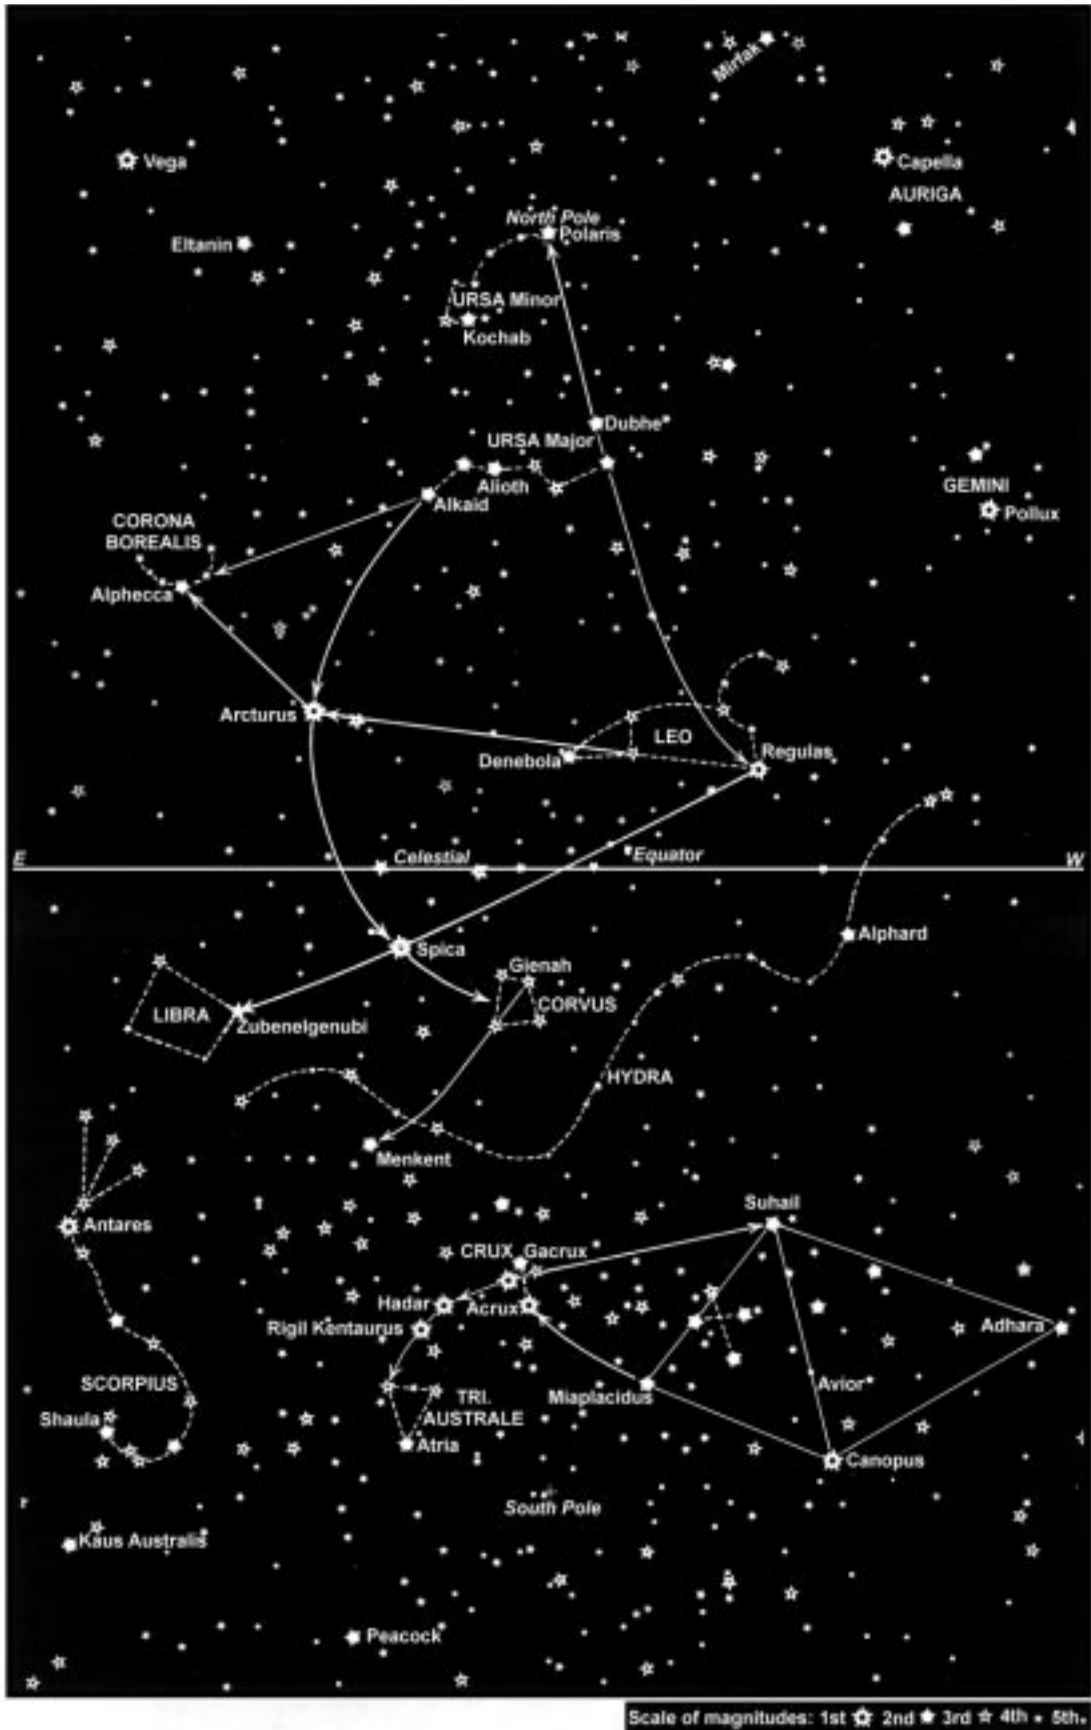 Mirfak
Vega
Capella
AURIGA
North Pole
Polaris
Eltanin
URSA Minor
Kochab
Dubhe
URSA Major
Alioth
Alkaid
GEMINI
Pollux
CORONA
BOREALIS
Alphecca
Arcturus
LEO
Denebola
Regulas
E
Celestial
Equator
W
Spica
Alphard
Gienah
CORVUS
LIBRA
Zubenelgenubi
HYDRA
Menkent
Antares
Suhail
CRUX
Gacrux
Hadar
Acrux
Rigil Kentaurus
Adhara
SCORPIUS
Miaplacidus
Avior
TRI.
AUSTRALE
Shaula
Atria
Canopus
South Pole
Kaus Australis
Peacock
Scale of magnitudes: 1st 2nd 3rd 4th 5th